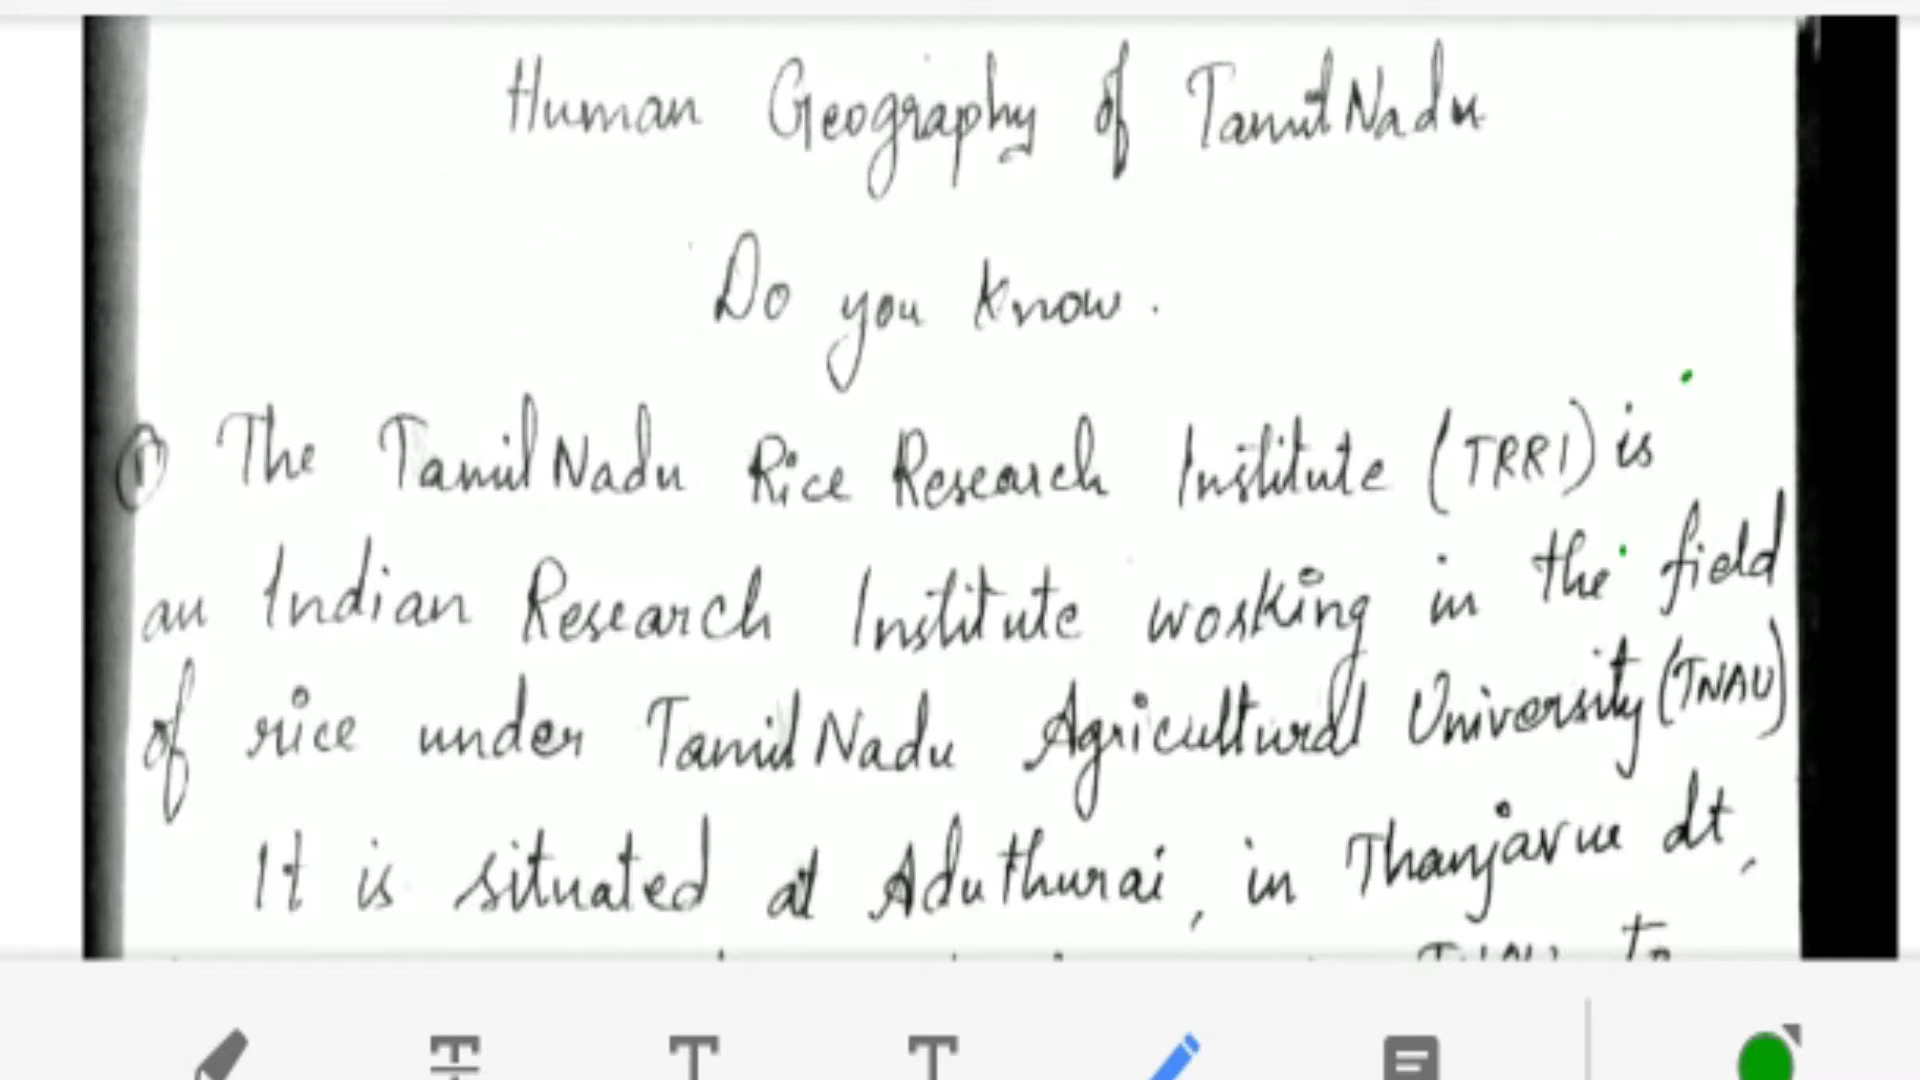 Human Geography of TamilNadu
Do you know.
① The TamilNadu Rice Research Institute (TRRI) is
an Indian Research Institute working in the field
of rice under TamilNadu Agricultural University (TNAU)
It is situated at Aduthurai, in Thanjavur dt,
to